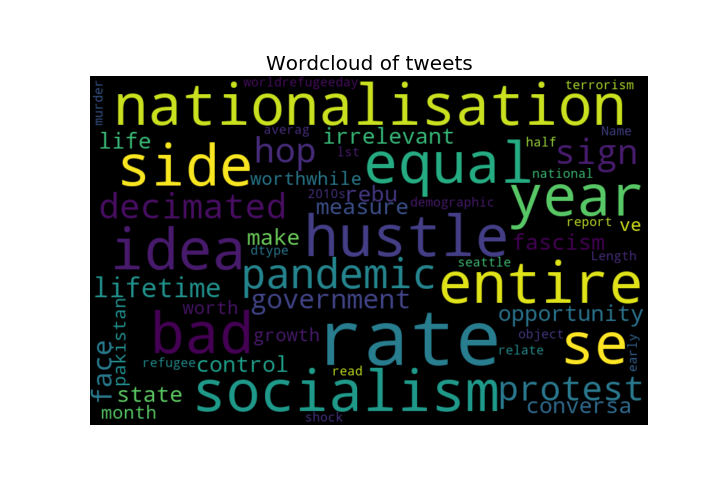 Wordcloud of tweets
worldrefugeeday terrorism
murder nationalisation
life averag irrelevant half Name
side hop lst equal national sign
worthwhile 2010s rebu demographic year
decimated measure report ve
idea make dtype hustle seattle fascism Length
lifetime pandemic entire
pakistan worth government opportunity
bad growth rate object se
face refugee control read relate early
state socialism protest
month shock conversa